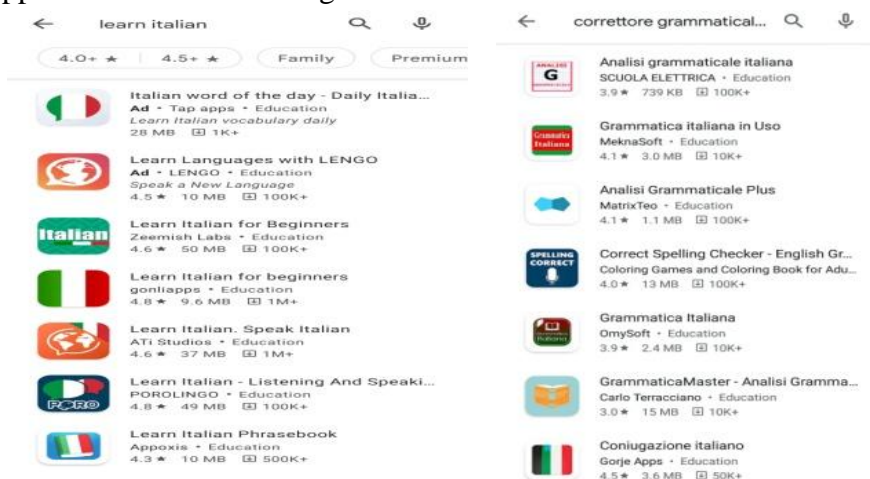 learn italian
4.0+ ★ 4.5+ ★ Family Premium
Italian word of the day - Daily Italia...
Ad • Tap apps • Education
Learn Italian vocabulary daily
28 MB 1K+
Learn Languages with LENGO
Ad • LENGO • Education
Speak a New Language
4.5 ★ 10 MB 100K+
Italian
Learn Italian for Beginners
Zeemish Labs • Education
4.6 ★ 50 MB 100K+
Learn Italian for beginners
gonliapps • Education
4.8 ★ 9.6 MB 1M+
Learn Italian. Speak Italian
ATi Studios • Education
4.6 ★ 37 MB 1M+
PORO
Learn Italian - Listening And Speaki...
POROLINGO • Education
4.8 ★ 49 MB 100K+
Learn Italian Phrasebook
Appoxis • Education
4.3 ★ 10 MB 500K+
correttore grammatical...
ANALISI
G
Analisi grammaticale italiana
SCUOLA ELETTRICA • Education
3.9 ★ 739 KB 100K+
Grammatica
Italiana
Grammatica italiana in Uso
MeknaSoft • Education
4.1 ★ 3.0 MB 10K+
Analisi Grammaticale Plus
MatrixTeo • Education
4.1 ★ 1.1 MB 100K+
SPELLING
CORRECT
Correct Spelling Checker - English Gr...
Coloring Games and Coloring Book for Adu...
4.0 ★ 13 MB 100K+
Grammatica Italiana
OmySoft • Education
3.9 ★ 2.4 MB 10K+
GrammaticaMaster - Analisi Gramma...
Carlo Terracciano • Education
3.0 ★ 15 MB 10K+
Coniugazione italiano
Gorje Apps • Education
4.5 ★ 3.6 MB 50K+